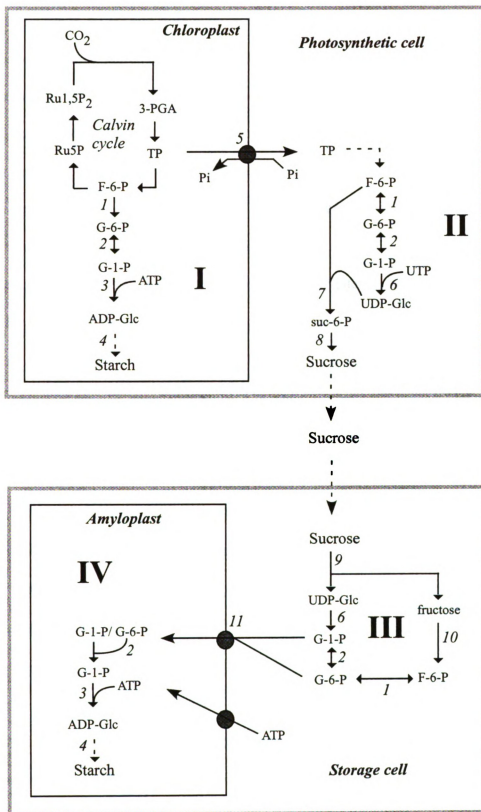 Chloroplast
Photosynthetic cell
CO2
Ru1,5P2
3-PGA
Calvin
cycle
Ru5P
TP
5
TP
Pi
Pi
F-6-P
F-6-P
1
1
G-6-P
G-6-P
2
2
II
G-1-P
G-1-P
3
ATP
I
6
UTP
7
UDP-Glc
ADP-Glc
suc-6-P
4
8
Starch
Sucrose
Sucrose
Amyloplast
Sucrose
IV
9
UDP-Glc
fructose
11
6
III
G-1-P/ G-6-P
G-1-P
10
2
2
G-1-P
G-6-P
F-6-P
1
3
ATP
ADP-Glc
ATP
4
Starch
Storage cell